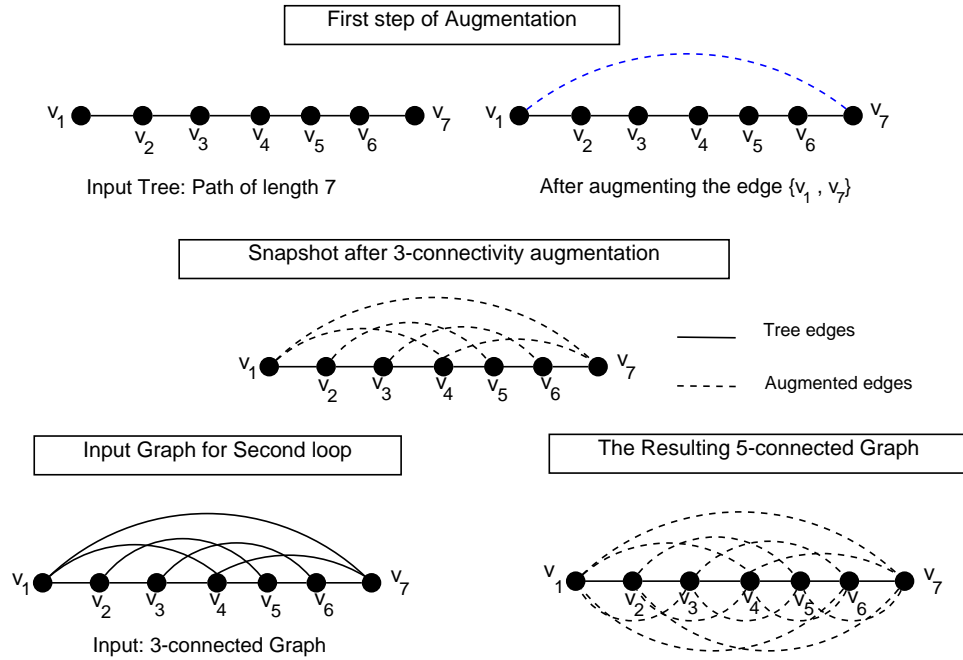 First step of Augmentation
v1 v2 v3 v4 v5 v6 v7
v1 v2 v3 v4 v5 v6 v7
Input Tree: Path of length 7
After augmenting the edge {v1 , v7}
Snapshot after 3-connectivity augmentation
v1 v2 v3 v4 v5 v6 v7
Tree edges
Augmented edges
Input Graph for Second loop
The Resulting 5-connected Graph
v1 v2 v3 v4 v5 v6 v7
v1 v2 v3 v4 v5 v6 v7
Input: 3-connected Graph